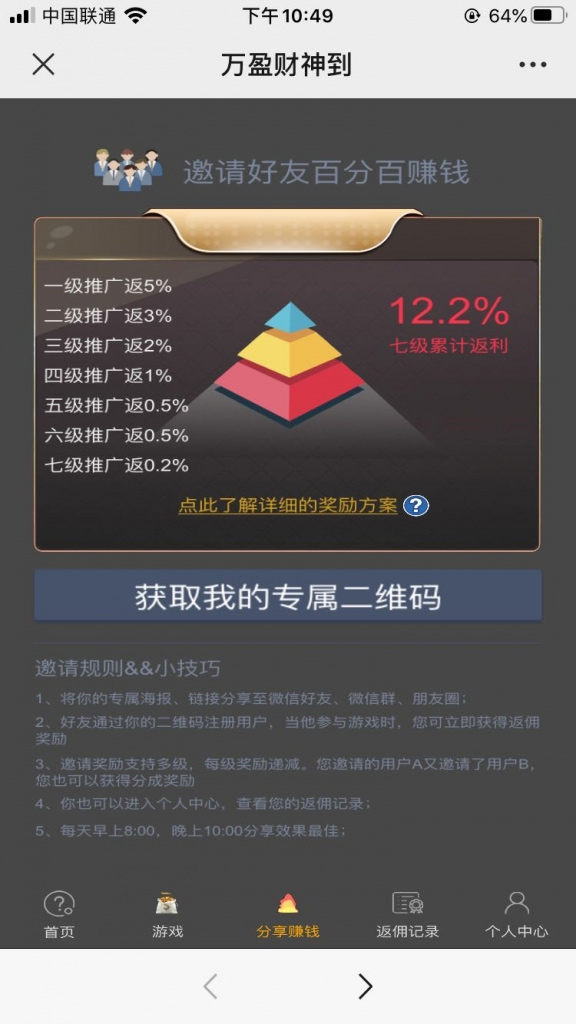 中国联通 下午10:49 64%
万盈财神到
邀请好友百分百赚钱
一级推广返5%
二级推广返3%
三级推广返2%
四级推广返1%
五级推广返0.5%
六级推广返0.5%
七级推广返0.2%
12.2%
七级累计返利
点此了解详细的奖励方案 ?
获取我的专属二维码
邀请规则&&小技巧
1、将你的专属海报、链接分享至微信好友、微信群、朋友圈；
2、好友通过你的二维码注册用户，当他参与游戏时，您可立即获得返佣
奖励
3、邀请奖励支持多级，每级奖励递减。您邀请的用户A又邀请了用户B，
您也可以获得分成奖励
4、你也可以进入个人中心，查看您的返佣记录；
5、每天早上8:00，晚上10:00分享效果最佳；
首页 游戏 分享赚钱 返佣记录 个人中心